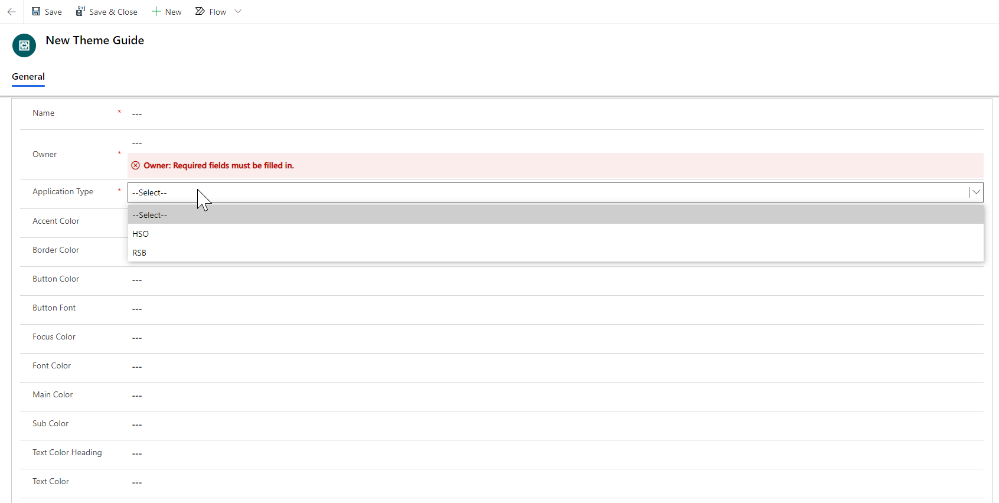 Save Save & Close New Flow
New Theme Guide
General
Name * ---
---
Owner *
Owner: Required fields must be filled in.
Application Type * --Select--
--Select--
Accent Color
HSO
Border Color
RSB
Button Color ---
Button Font ---
Focus Color ---
Font Color ---
Main Color ---
Sub Color ---
Text Color Heading ---
Text Color ---